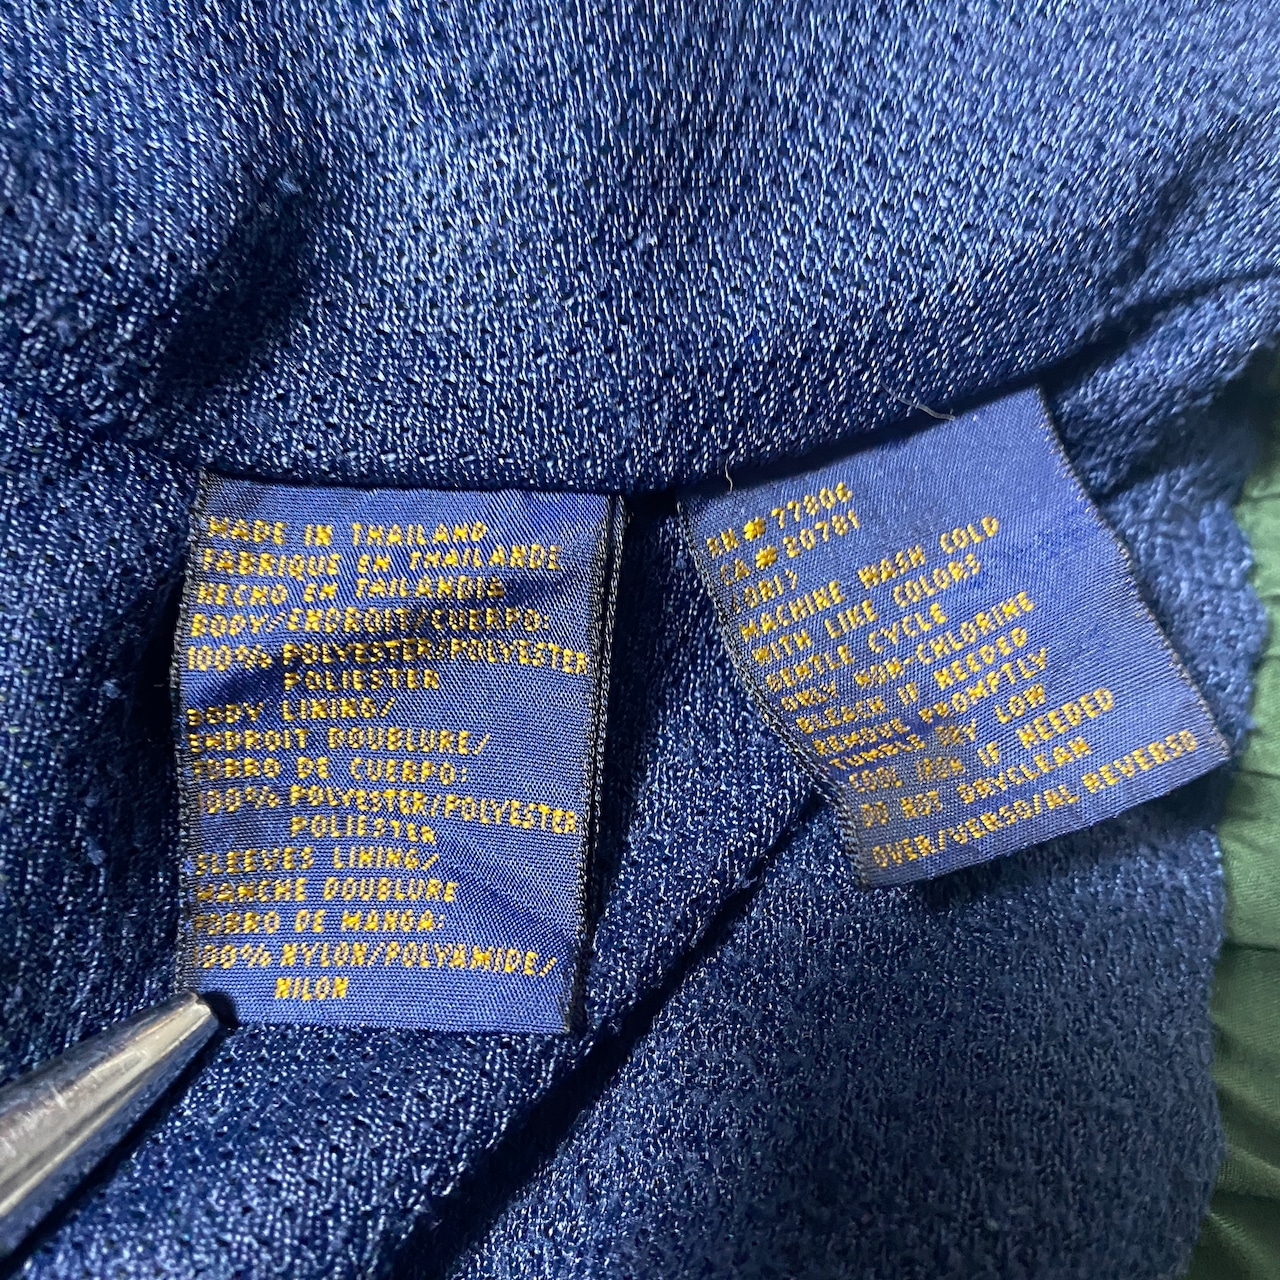 MADE IN THAILAND
FABRIQUE EN THAILANDE
HECHO EN TAILANDIA
BODY/ENDROIT/CUERPO:
100% POLYESTER/POLYESTER
POLIESTER
BODY LINING/
ENDROIT DOUBLURE/
FORRO DE CUERPO:
100% POLYESTER/POLYESTER
POLIESTER
SLEEVES LINING/
MANCHE DOUBLURE
FORRO DE MANGA:
100% NYLON/POLYAMIDE/
NILON
RN # 77806
CA # 20781
MACHINE WASH COLD
WITH LIKE COLORS
GENTLE CYCLE
ONLY NON-CHLORINE
BLEACH IF NEEDED
REMOVE PROMPTLY
TUMBLE DRY LOW
COOL IRON IF NEEDED
DO NOT DRYCLEAN
OVER/VERSO/AL REVERSO